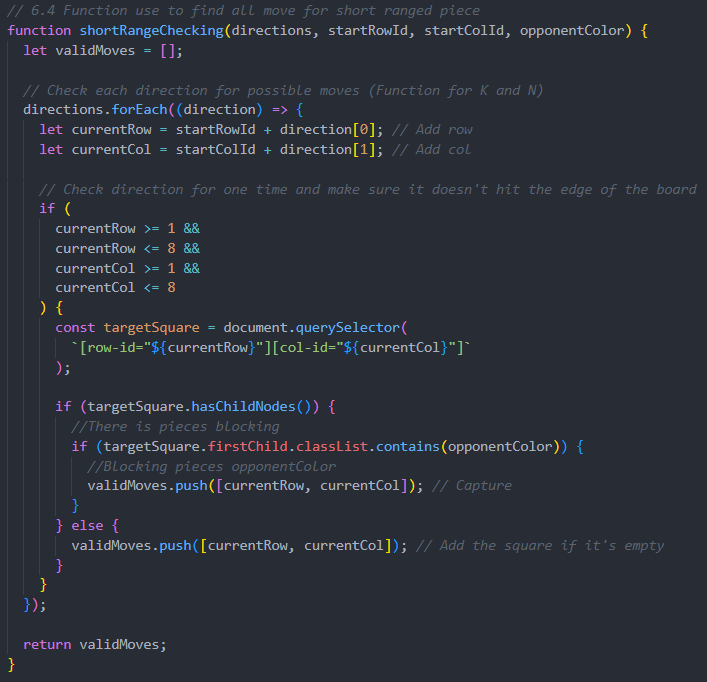 // 6.4 Function use to find all move for short ranged piece
function shortRangeChecking(directions, startRowId, startColId, opponentColor) {
  let validMoves = [];

  // Check each direction for possible moves (Function for K and N)
  directions.forEach((direction) => {
    let currentRow = startRowId + direction[0]; // Add row
    let currentCol = startColId + direction[1]; // Add col

    // Check direction for one time and make sure it doesn't hit the edge of the board
    if (
      currentRow >= 1 &&
      currentRow <= 8 &&
      currentCol >= 1 &&
      currentCol <= 8
    ) {
      const targetSquare = document.querySelector(
        `[row-id="${currentRow}"][col-id="${currentCol}"]`
      );

      if (targetSquare.hasChildNodes()) {
        //There is pieces blocking
        if (targetSquare.firstChild.classList.contains(opponentColor)) {
          //Blocking pieces opponentColor
          validMoves.push([currentRow, currentCol]); // Capture
        }
      } else {
        validMoves.push([currentRow, currentCol]); // Add the square if it's empty
      }
    }
  });

  return validMoves;
}